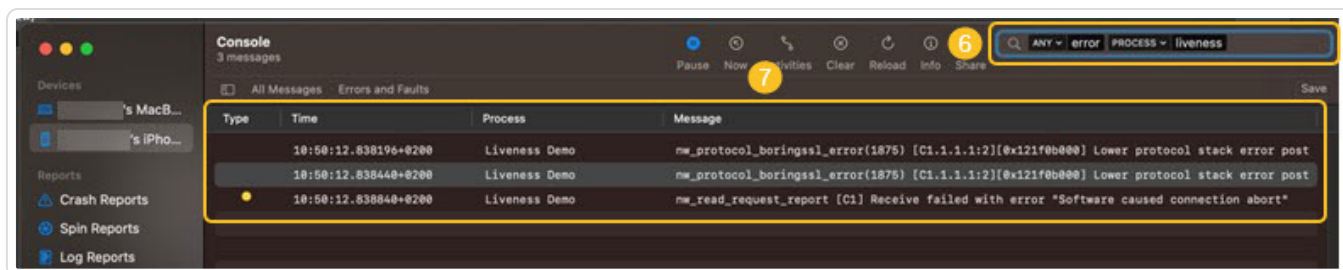 Console
3 messages
Pause Now Activities Clear Reload Info Share
6
ANY error PROCESS liveness
7
Devices
's MacB...
's iPho...
Reports
Crash Reports
Spin Reports
Log Reports
All Messages Errors and Faults Save
Type Time Process Message
10:50:12.838196+0200 Liveness Demo nw_protocol_boringssl_error(1875) [C1.1.1.1:2][0x121f0b000] Lower protocol stack error post
10:50:12.838440+0200 Liveness Demo nw_protocol_boringssl_error(1875) [C1.1.1.1:2][0x121f0b000] Lower protocol stack error post
10:50:12.838840+0200 Liveness Demo nw_read_request_report [C1] Receive failed with error "Software caused connection abort"